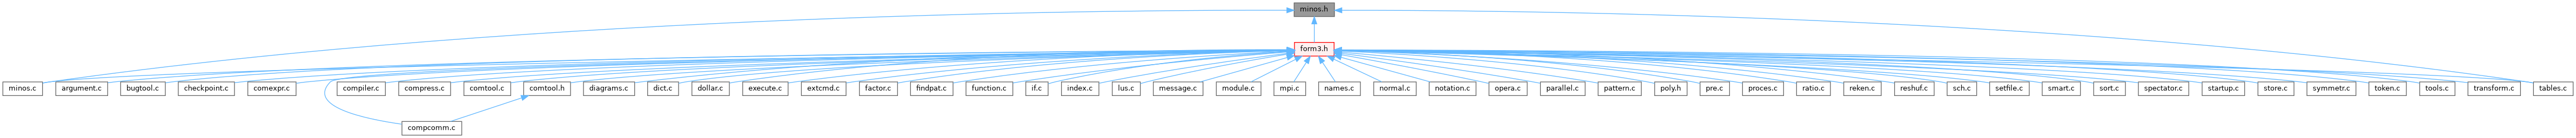 minos.h
form3.h
minos.c argument.c bugtool.c checkpoint.c comexpr.c compiler.c compress.c comtool.c comtool.h diagrams.c dict.c dollar.c execute.c extcmd.c factor.c findpat.c function.c if.c index.c lus.c message.c module.c mpi.c names.c normal.c notation.c opera.c parallel.c pattern.c poly.h pre.c proces.c ratio.c reken.c reshuf.c sch.c setfile.c smart.c sort.c spectator.c startup.c store.c symmetr.c token.c tools.c transform.c tables.c
compcomm.c